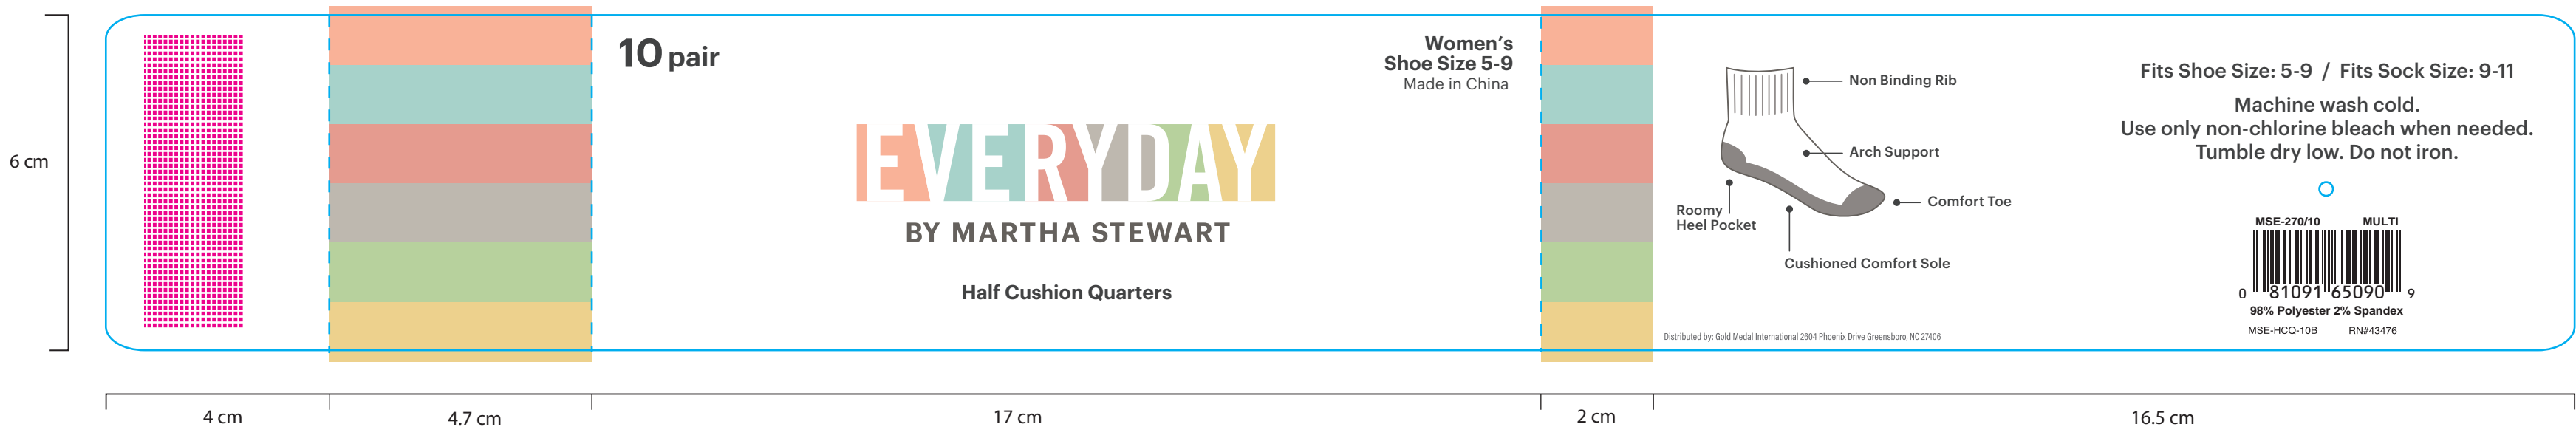 6 cm
10 pair
Women's
Shoe Size 5-9
Made in China
EVERYDAY
BY MARTHA STEWART
Half Cushion Quarters
Non Binding Rib
Arch Support
Comfort Toe
Roomy
Heel Pocket
Cushioned Comfort Sole
Distributed by: Gold Medal International 2604 Phoenix Drive Greensboro, NC 27406
Fits Shoe Size: 5-9 / Fits Sock Size: 9-11
Machine wash cold.
Use only non-chlorine bleach when needed.
Tumble dry low. Do not iron.
MSE-270/10 MULTI
0 81091 65090 9
98% Polyester 2% Spandex
MSE-HCQ-10B RN#43476
4 cm
4.7 cm
17 cm
2 cm
16.5 cm